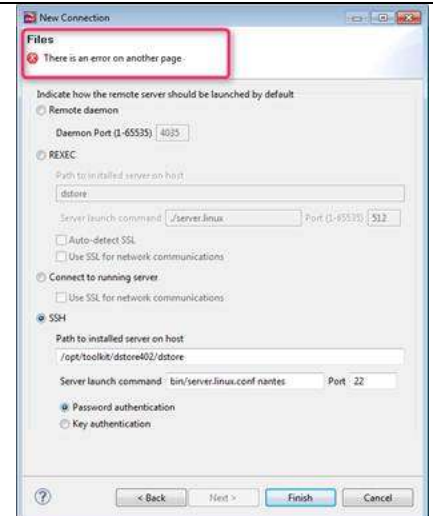 New Connection
Files
There is an error on another page
Indicate how the remote server should be launched by default
Remote daemon
Daemon Port (1-65535) 4035
REXEC
Path to installed server on host
dstore
Server launch command ./server.linux Port (1-65535) 512
Auto-detect SSL
Use SSL for network communications
Connect to running server
Use SSL for network communications
SSH
Path to installed server on host
/opt/toolkit/dstore402/dstore
Server launch command bin/server.linux.conf nantes Port 22
Password authentication
Key authentication
? < Back Next > Finish Cancel